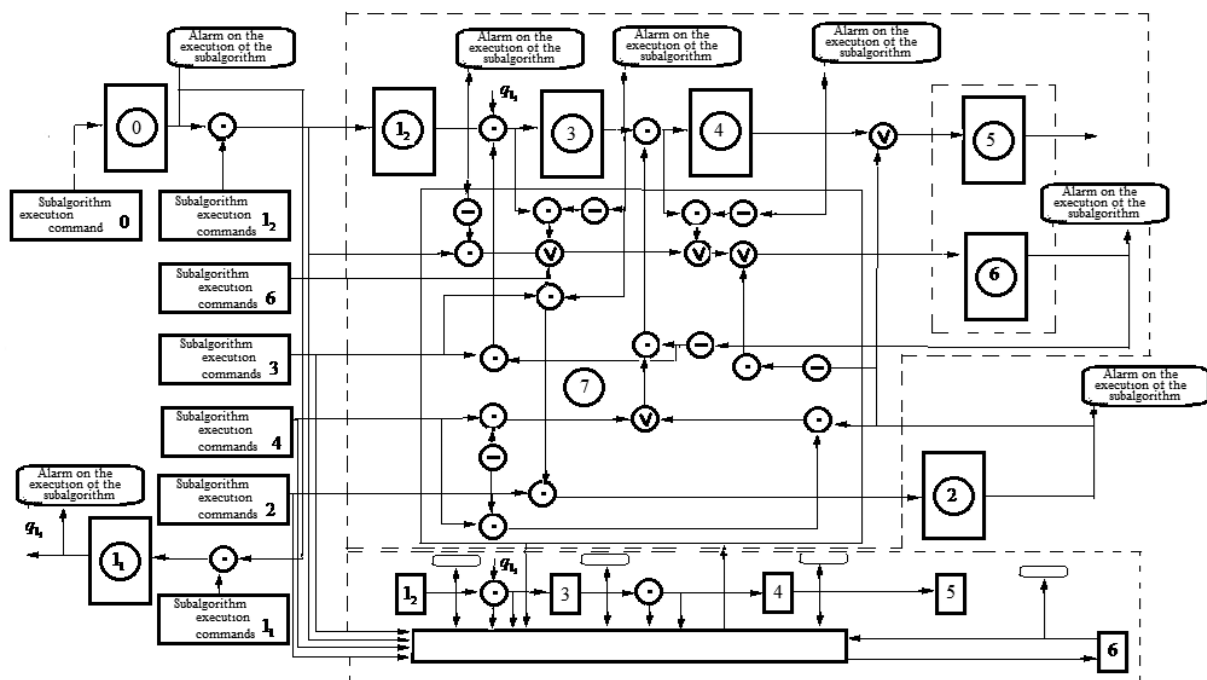 Alarm on the
execution of the
subalgorithm
Alarm on the
execution of the
subalgorithm
Alarm on the
execution of the
subalgorithm
Alarm on the
execution of the
subalgorithm
q1₁
0
1₂
3
4
V
5
Subalgorithm
execution
command 0
Subalgorithm
execution
commands 1₂
Alarm on the
execution of the
subalgorithm
V
V
V
6
Subalgorithm
execution
commands 6
Subalgorithm
execution
commands 3
7
Alarm on the
execution of the
subalgorithm
Subalgorithm
execution
commands 4
V
Alarm on the
execution of the
subalgorithm
Subalgorithm
execution
commands 2
2
q1₁
1₁
Subalgorithm
execution
commands 1₁
q1₁
1₂
3
4
5
6